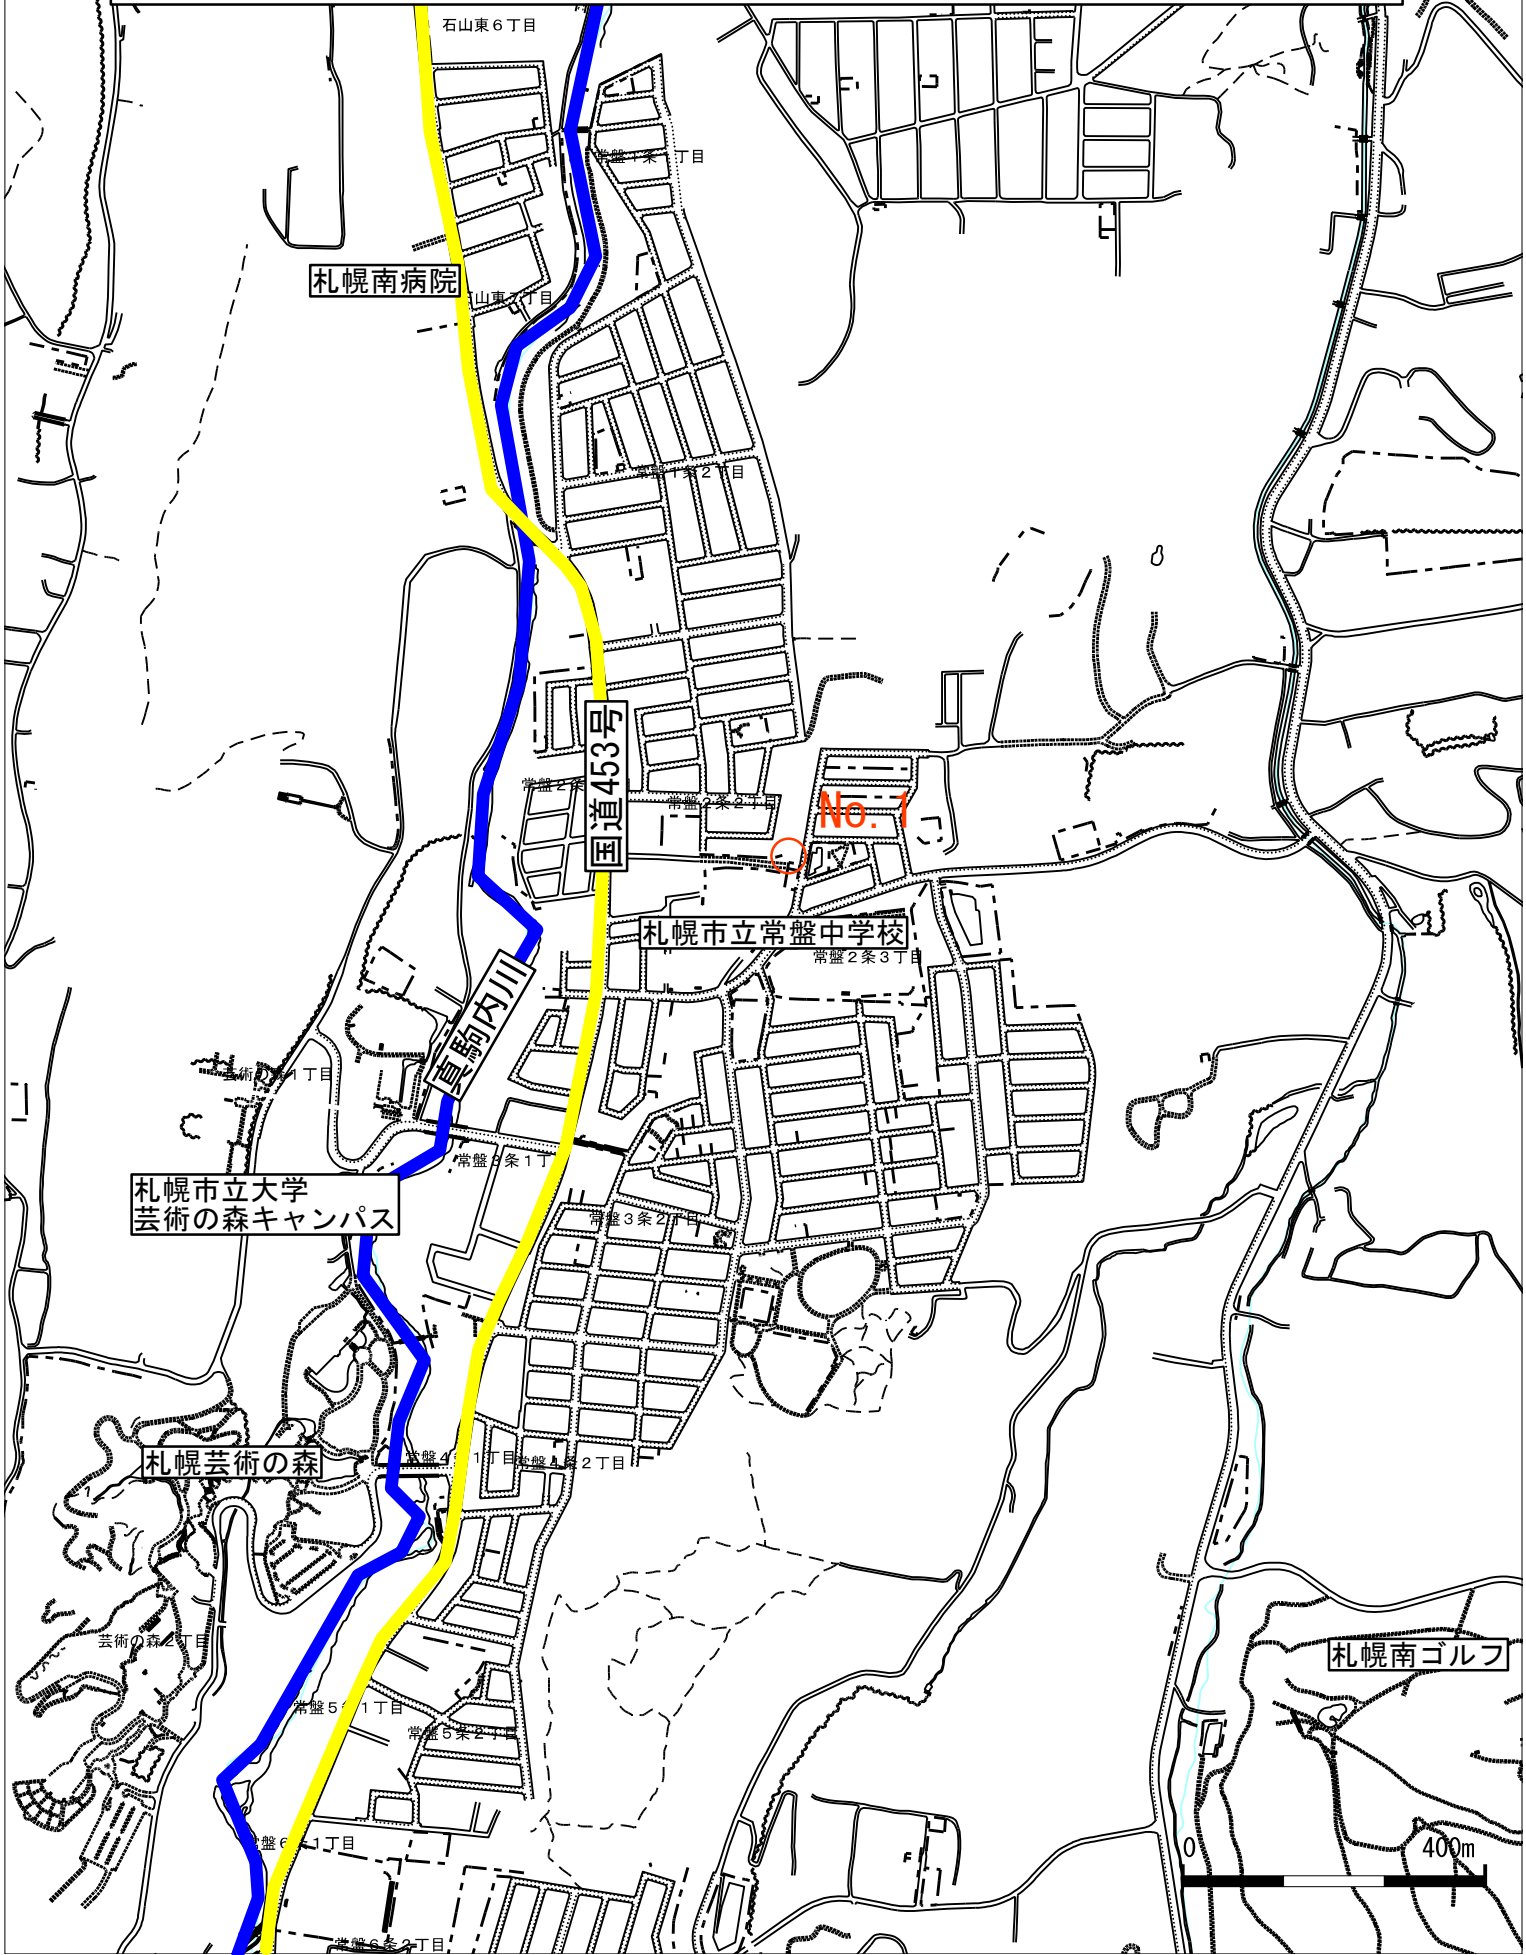 石山東６丁目
常盤１条１丁目
札幌南病院
石山東７丁目
常盤１条２丁目
国道453号
常盤２条
常盤２条２丁目
No. 1
札幌市立常盤中学校
常盤２条３丁目
真駒内川
芸術の森１丁目
常盤３条１丁
札幌市立大学
芸術の森キャンパス
常盤３条２丁目
常盤４条１丁目
常盤４条２丁目
札幌芸術の森
芸術の森２丁目
札幌南ゴルフ
常盤５条１丁目
常盤５条２丁目
常盤６条１丁目
0
400m
常盤６条２丁目